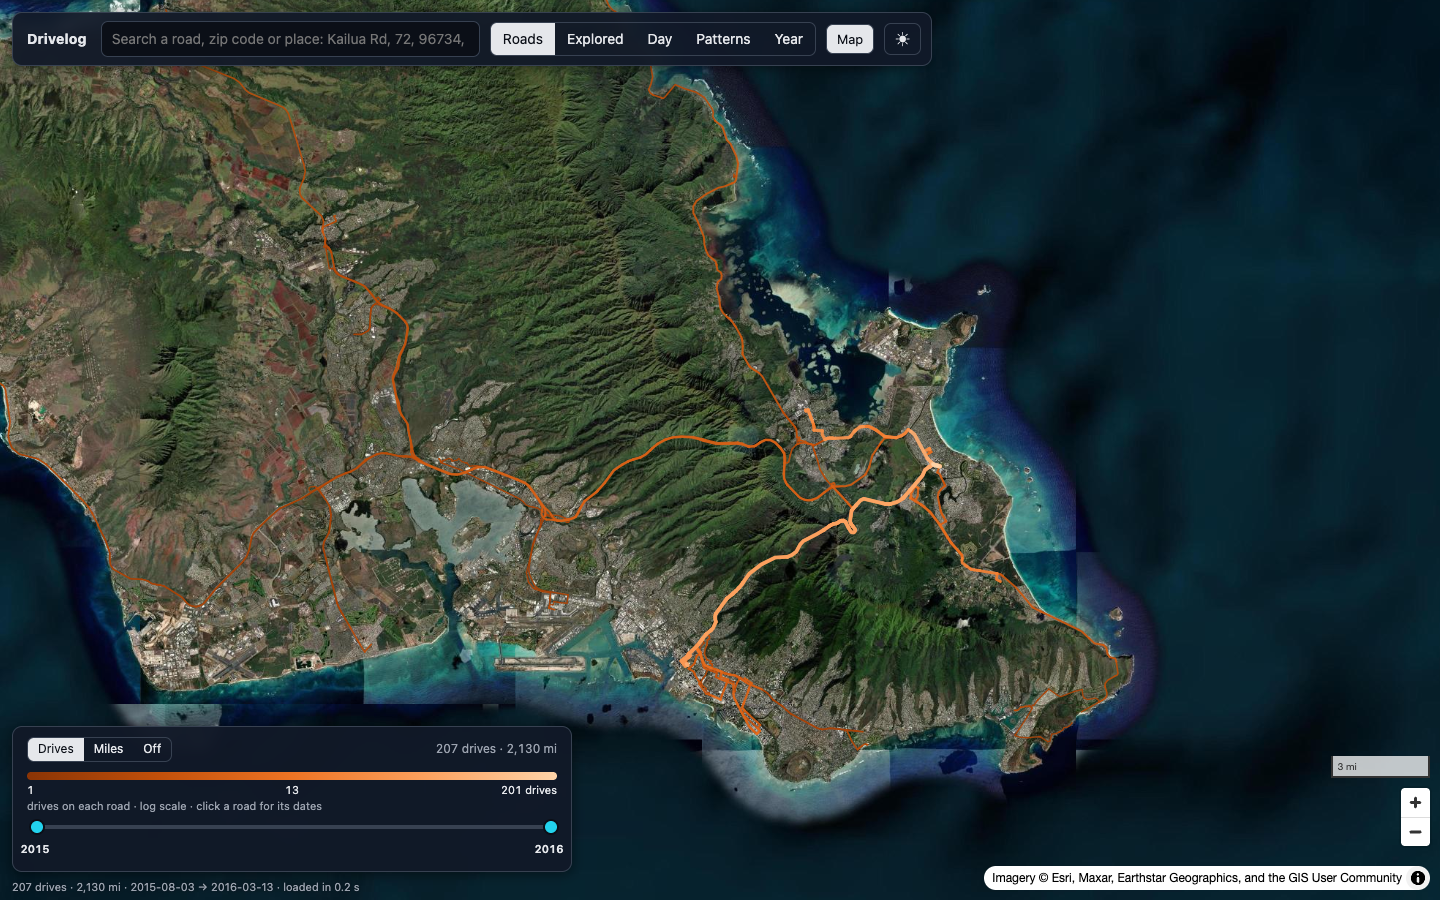 Drivelog
Search a road, zip code or place: Kailua Rd, 72, 96734,
Roads Explored Day Patterns Year
Map
Drives Miles Off
207 drives · 2,130 mi
1 13 201 drives
drives on each road · log scale · click a road for its dates
2015 2016
207 drives · 2,130 mi · 2015-08-03 → 2016-03-13 · loaded in 0.2 s
3 mi
+
−
Imagery © Esri, Maxar, Earthstar Geographics, and the GIS User Community